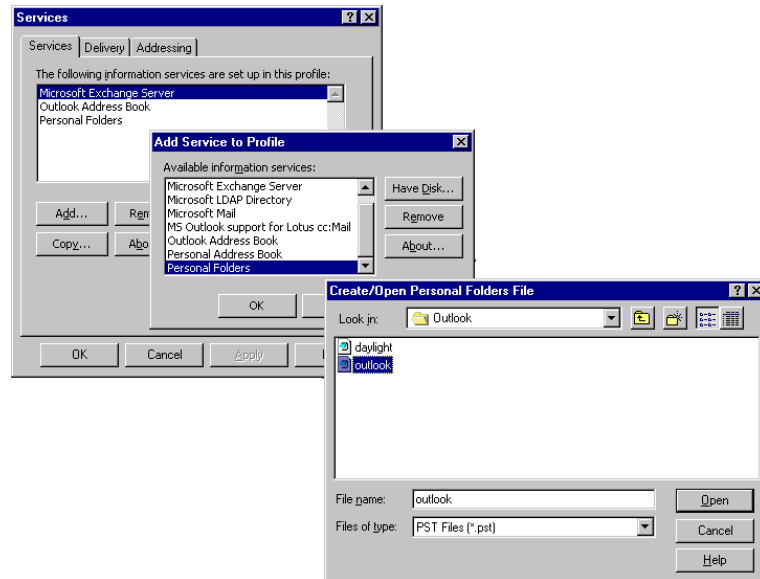 Services
Services Delivery Addressing
The following information services are set up in this profile:
Microsoft Exchange Server
Outlook Address Book
Personal Folders
Add...
Copy...
OK Cancel Apply
Add Service to Profile
Available information services:
Microsoft Exchange Server
Microsoft LDAP Directory
Microsoft Mail
MS Outlook support for Lotus cc:Mail
Outlook Address Book
Personal Address Book
Personal Folders
Have Disk...
Remove
About...
OK
Create/Open Personal Folders File
Look in: Outlook
daylight
outlook
File name: outlook Open
Files of type: PST Files (*.pst) Cancel
Help